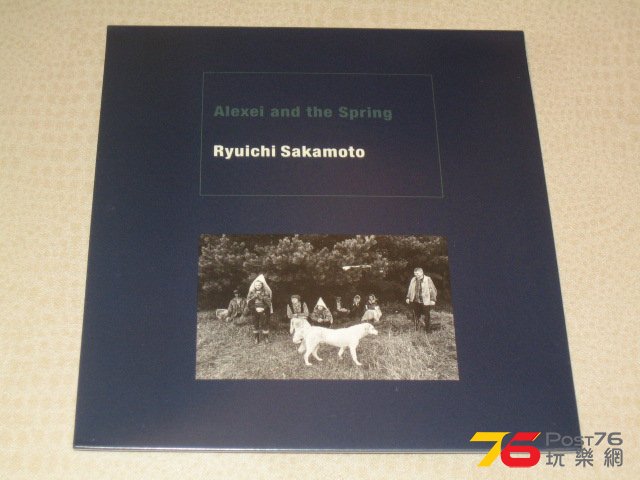 Alexei and the Spring
Ryuichi Sakamoto
76 POST76
玩樂網